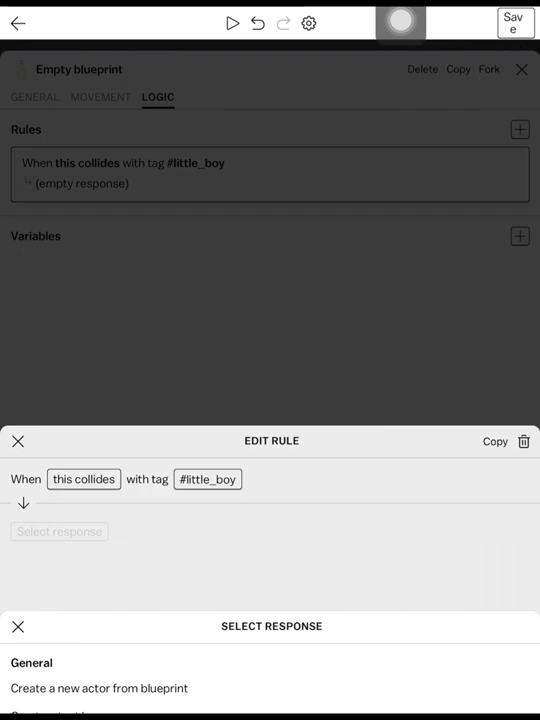 Sav
e
Empty blueprint
Delete Copy Fork
GENERAL MOVEMENT LOGIC
Rules
When this collides with tag #little_boy
(empty response)
Variables
EDIT RULE
Copy
When this collides with tag #little_boy
Select response
SELECT RESPONSE
General
Create a new actor from blueprint